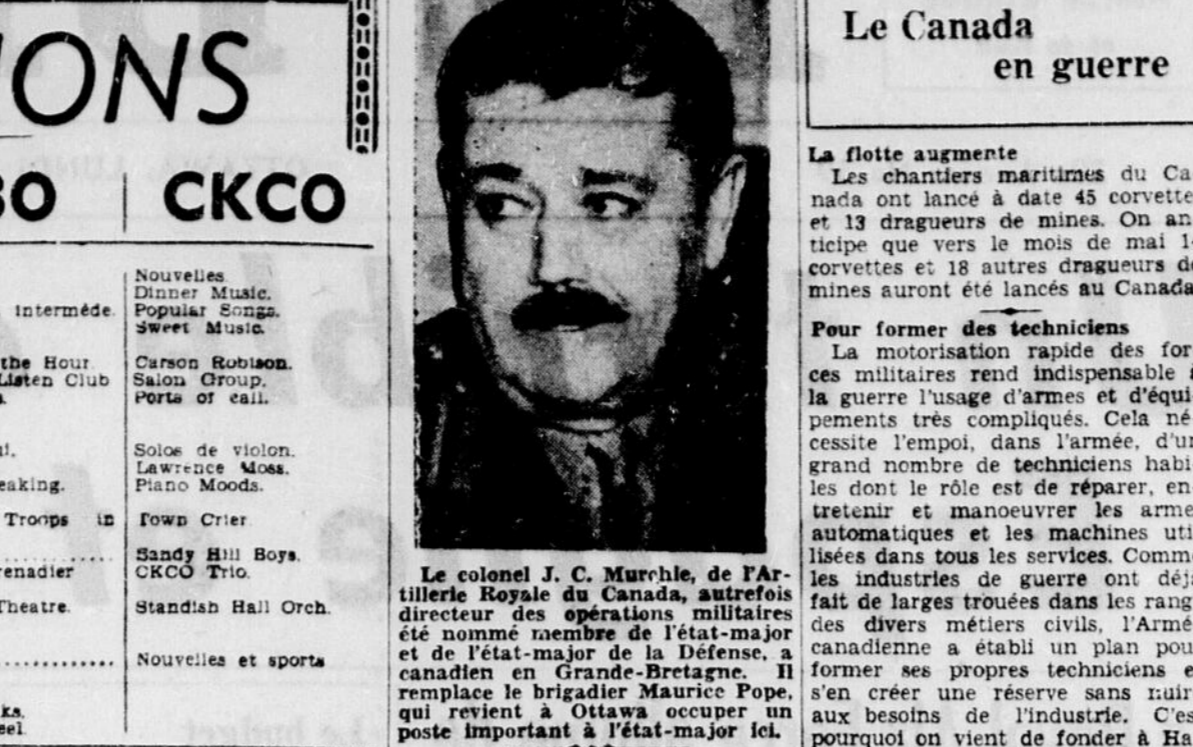 IONS
BO CKCO
Intermède.
the Hour
Listen Club
eaking.
Troops in
renadier
Theatre.
ks.
eel
Nouvelles.
Dinner Music.
Popular Songs.
Sweet Music.
Carson Robison.
Salon Group.
Ports of call.
Solos de violon.
Lawrence Moss.
Piano Moods.
Town Crier
Sandy Hill Boys.
CKCO Trio.
Standish Hall Orch.
Nouvelles et sports
Le colonel J. C. Murchie, de l'Ar-
tillerie Royale du Canada, autrefois
directeur des opérations militaires
été nommé membre de l'état-major
et de l'état-major de la Défense, a
canadien en Grande-Bretagne. Il
remplace le brigadier Maurice Pope,
qui revient à Ottawa occuper un
poste important à l'état-major ici.
Le Canada
en guerre
La flotte augmente
Les chantiers maritimes du Ca-
nada ont lancé à date 45 corvette
et 13 dragueurs de mines. On an-
ticipe que vers le mois de mai
corvettes et 18 autres dragueurs de
mines auront été lancés au Canada
Pour former des techniciens
La motorisation rapide des for-
ces militaires rend indispensable à
la guerre l'usage d'armes et d'équi-
pements très compliqués. Cela né-
cessite l'empoi, dans l'armée, d'un
grand nombre de techniciens habi-
les dont le rôle est de réparer, en-
tretenir et manoeuvrer les arme
automatiques et les machines uti-
lisées dans tous les services. Comme
les industries de guerre ont déjà
fait de larges trouées dans les rang
des divers métiers civils, l'Armé
canadienne a établi un plan pou
former ses propres techniciens e
s'en créer une réserve sans nuir
aux besoins de l'industrie. C'es
pourquoi on vient de fonder à Ha